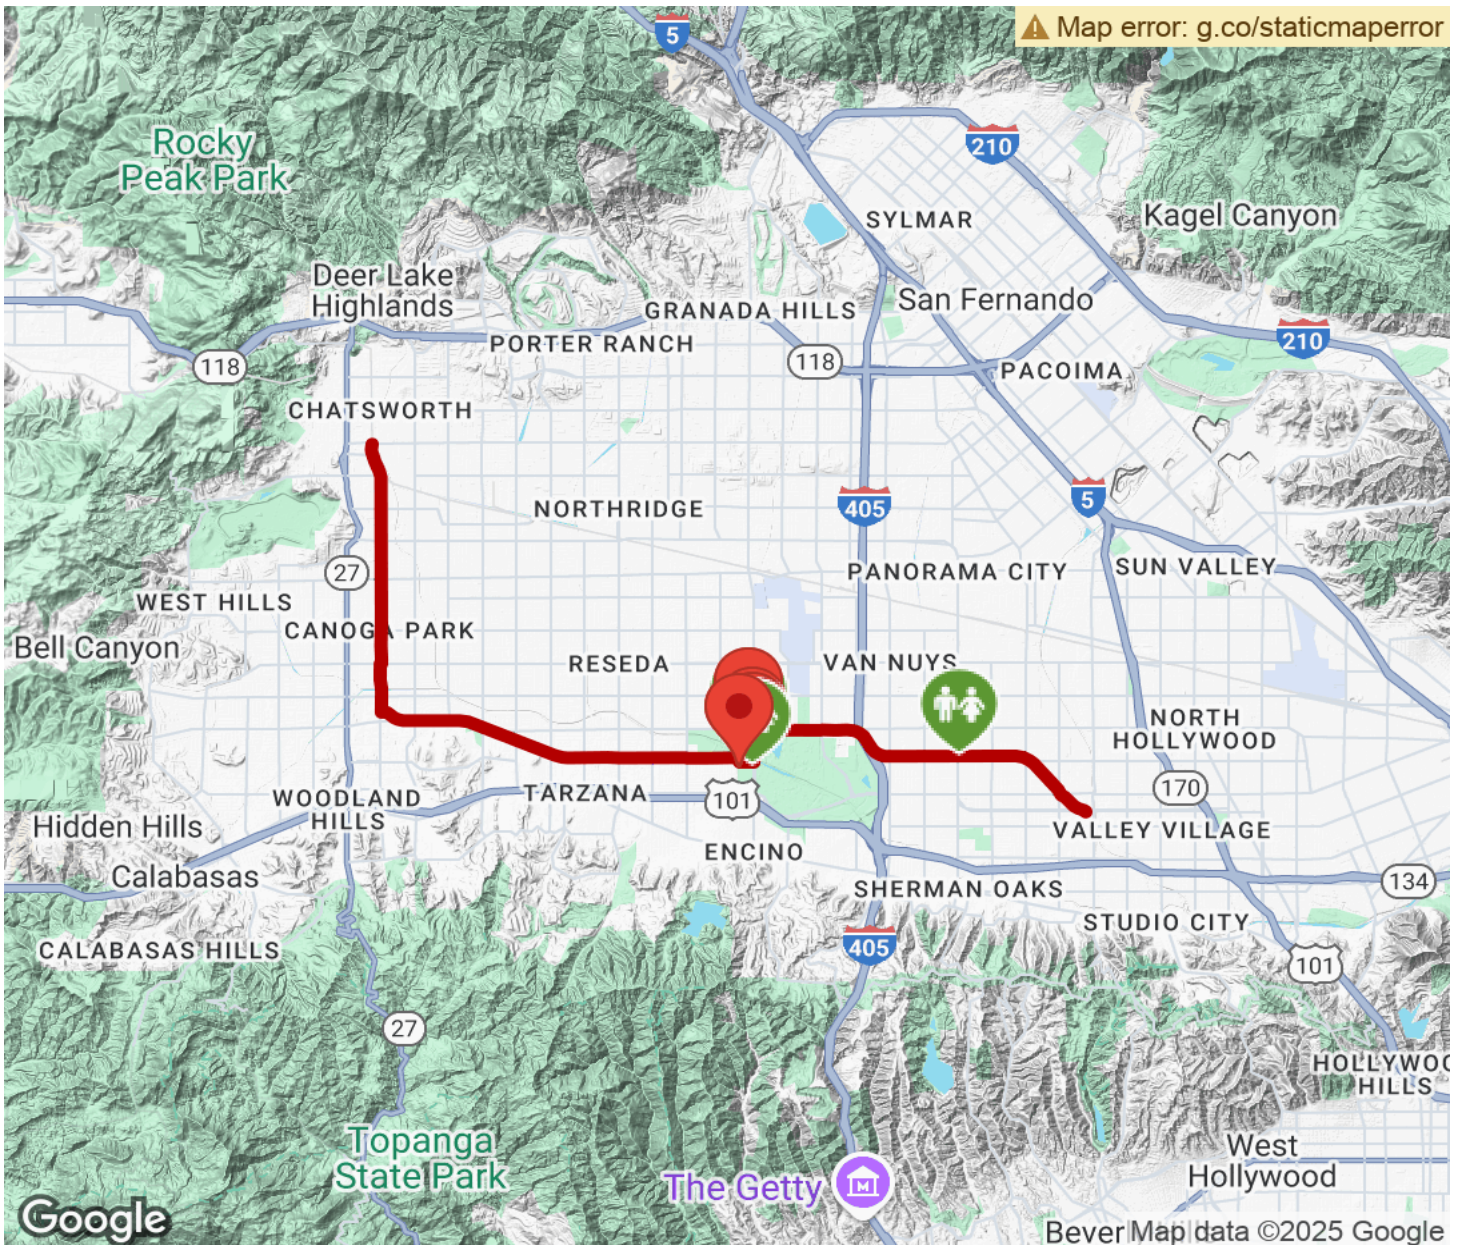 5
Map error: g.co/staticmaperror
210
Rocky
Peak Park
SYLMAR
Kagel Canyon
Deer Lake
Highlands
San Fernando
GRANADA HILLS
PORTER RANCH
210
118
118
PACOIMA
CHATSWORTH
NORTHRIDGE
405
5
27
PANORAMA CITY
SUN VALLEY
WEST HILLS
CANOGA PARK
Bell Canyon
RESEDA
VAN NUYS
NORTH
HOLLYWOOD
170
WOODLAND
HILLS
TARZANA
101
Hidden Hills
VALLEY VILLAGE
ENCINO
Calabasas
SHERMAN OAKS
134
STUDIO CITY
CALABASAS HILLS
405
101
27
HOLLYWOO
HILLS
Topanga
State Park
West
Hollywood
The Getty
M
Google
Bever
Map data ©2025 Google